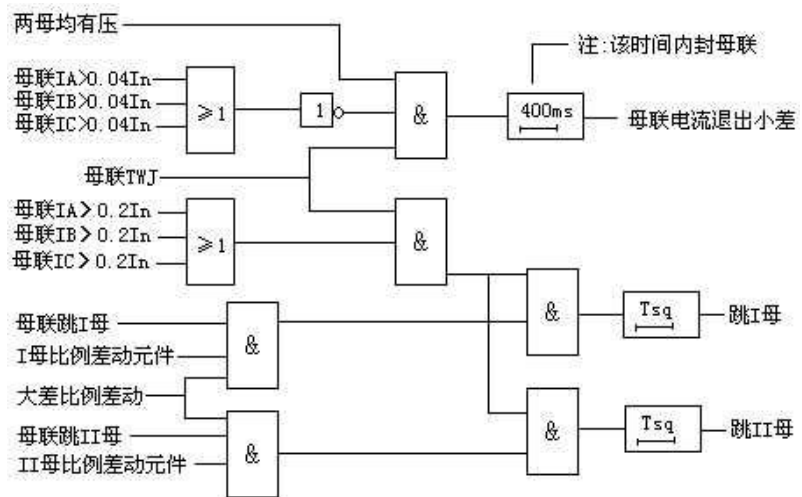 两母均有压
注:该时间内封母联
母联IA>0.04In
母联IB>0.04In
母联IC>0.04In
≥1
1
&
400ms
母联电流退出小差
母联TWJ
母联IA>0.2In
母联IB>0.2In
母联IC>0.2In
≥1
&
母联跳I母
I母比例差动元件
&
&
Tsq
跳I母
大差比例差动
母联跳II母
II母比例差动元件
&
&
Tsq
跳II母